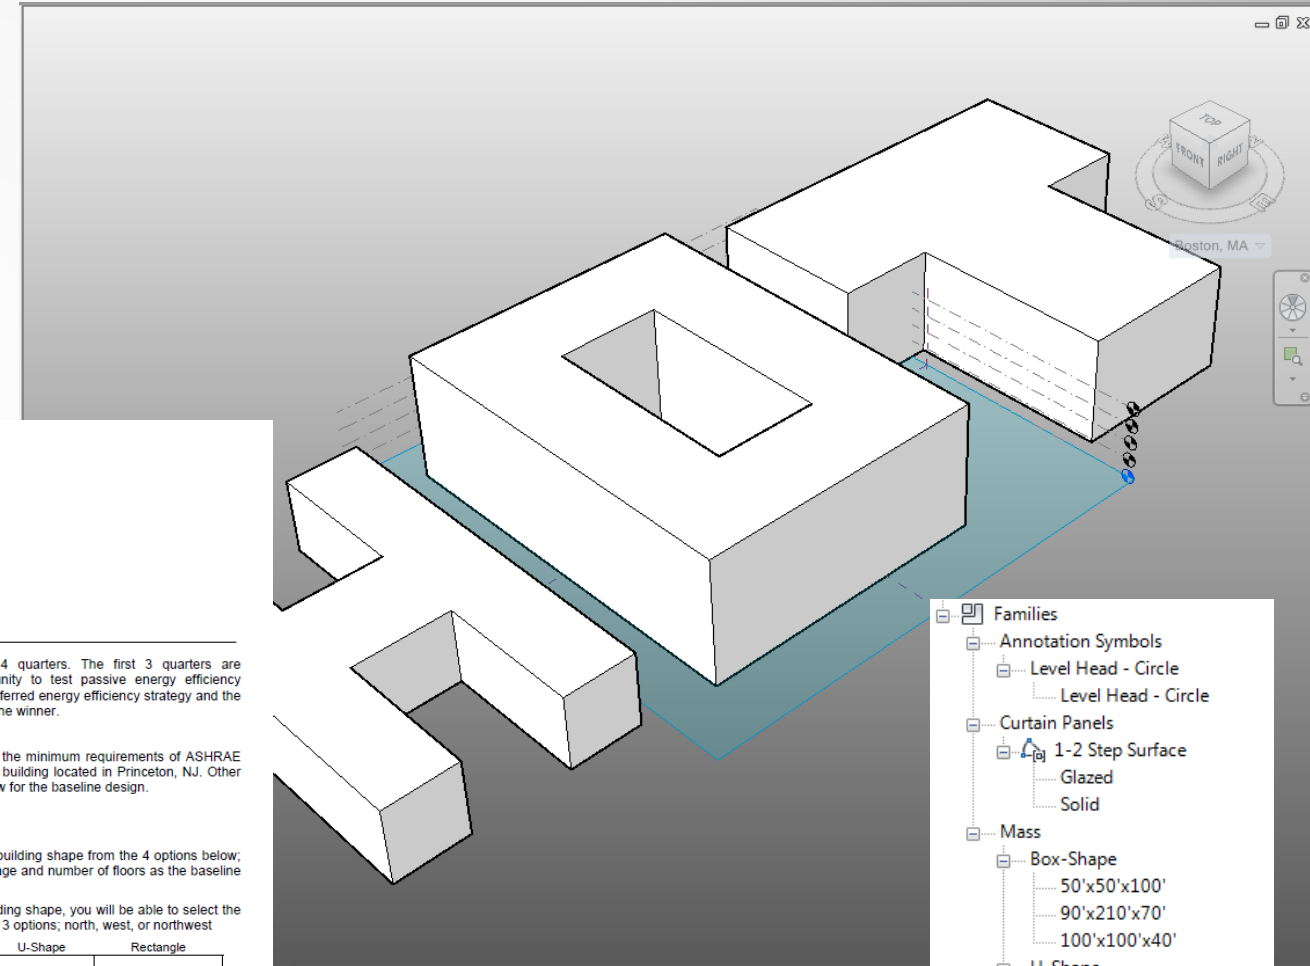 TOP
FRONT
RIGHT
S
E
Boston, MA
4 quarters. The first 3 quarters are
unity to test passive energy efficiency
ferred energy efficiency strategy and the
ne winner.
the minimum requirements of ASHRAE
building located in Princeton, NJ. Other
w for the baseline design.
building shape from the 4 options below;
age and number of floors as the baseline
ding shape, you will be able to select the
3 options; north, west, or northwest
U-Shape Rectangle
Families
Annotation Symbols
Level Head - Circle
Level Head - Circle
Curtain Panels
1-2 Step Surface
Glazed
Solid
Mass
Box-Shape
50'x50'x100'
90'x210'x70'
100'x100'x40'
U-Shape